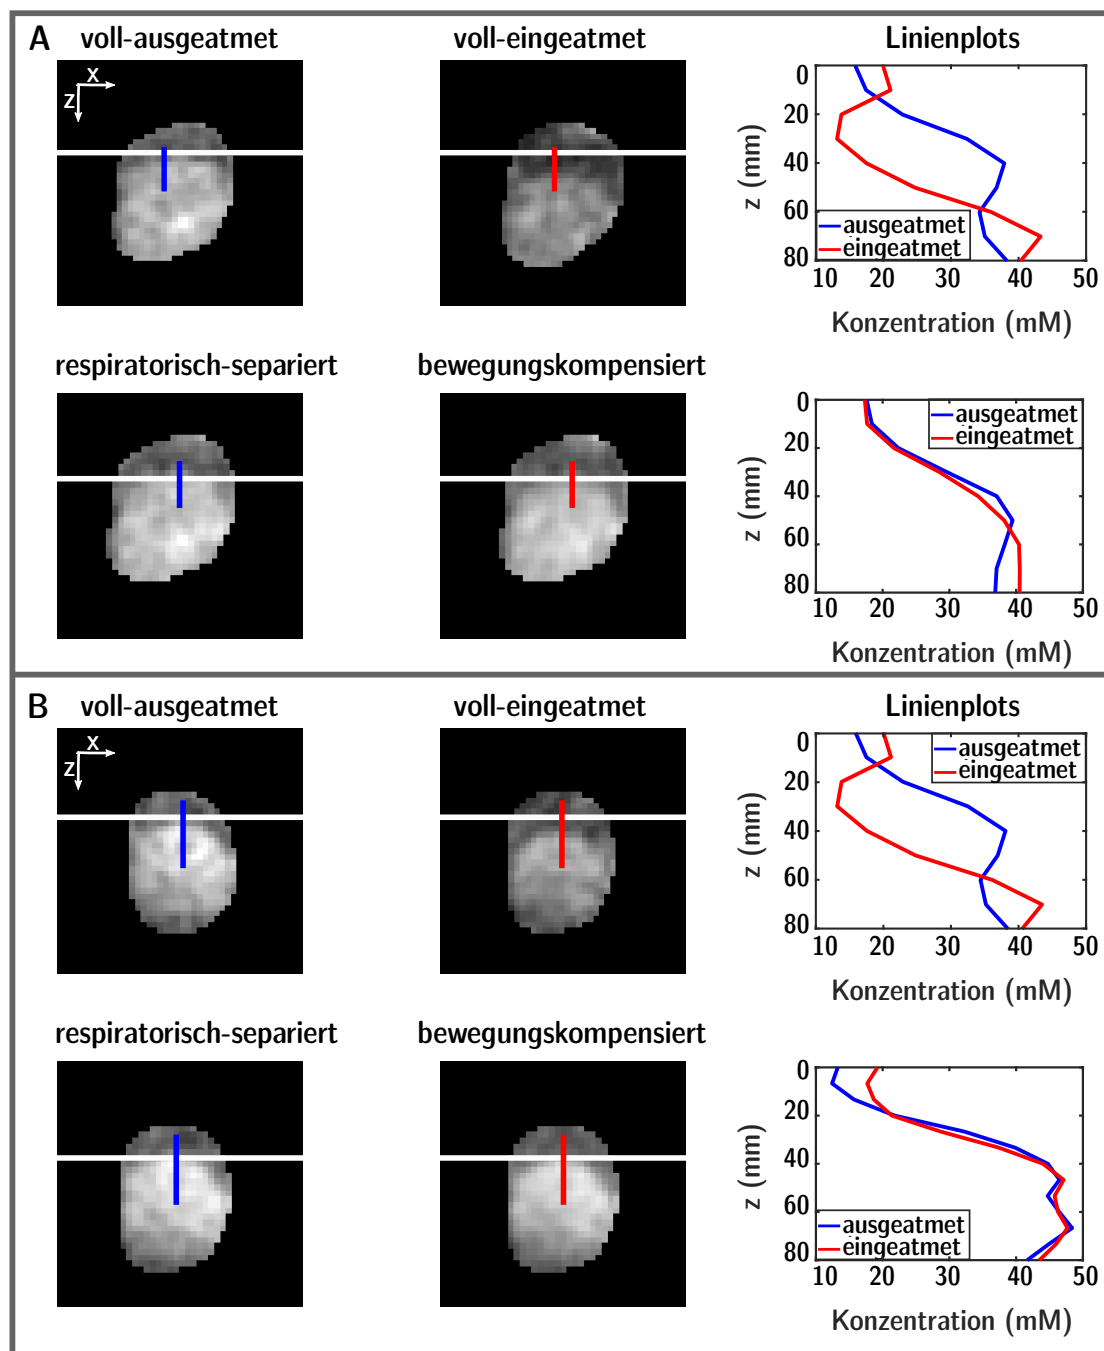 A
voll-ausgeatmet
voll-eingeatmet
Linienplots
X
Z
0
20
40
60
80
z (mm)
ausgeatmet
eingeatmet
10 20 30 40 50
Konzentration (mM)
respiratorisch-separiert
bewegungskompensiert
0
20
40
60
80
z (mm)
ausgeatmet
eingeatmet
10 20 30 40 50
Konzentration (mM)
B
voll-ausgeatmet
voll-eingeatmet
Linienplots
X
Z
0
20
40
60
80
z (mm)
ausgeatmet
eingeatmet
10 20 30 40 50
Konzentration (mM)
respiratorisch-separiert
bewegungskompensiert
0
20
40
60
80
z (mm)
ausgeatmet
eingeatmet
10 20 30 40 50
Konzentration (mM)